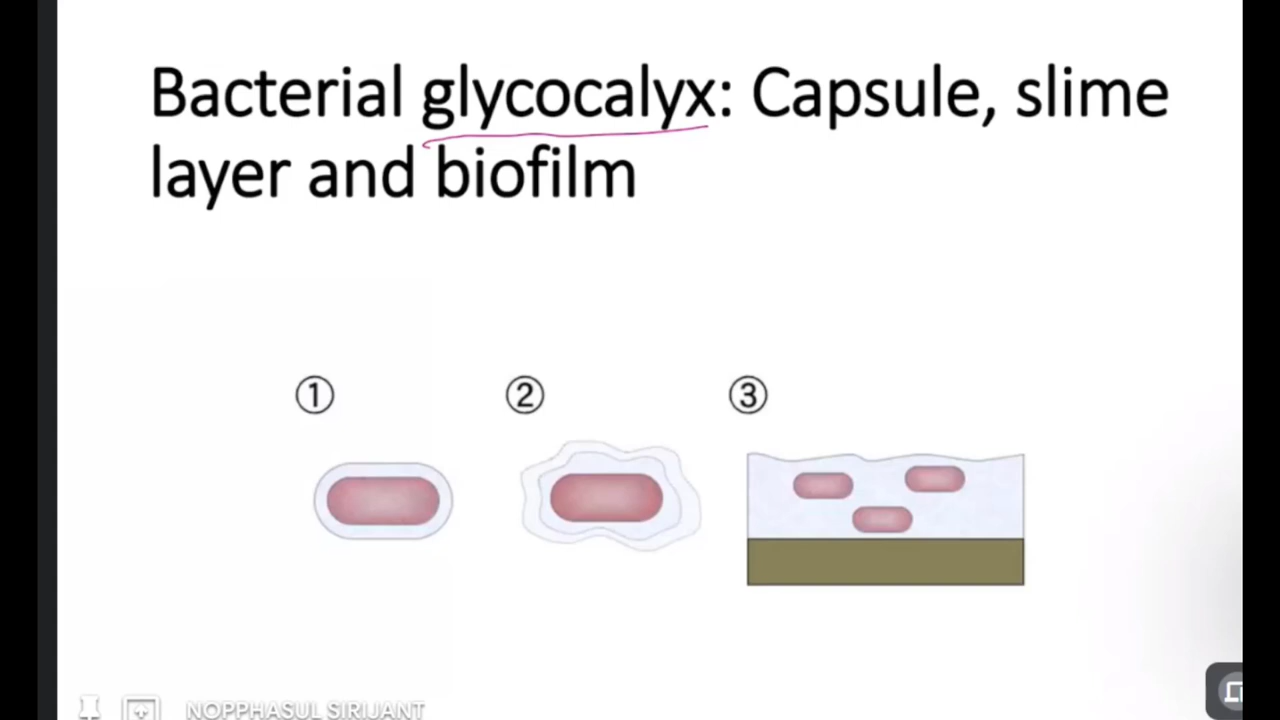 Bacterial glycocalyx: Capsule, slime
layer and biofilm
① ② ③
NOPPHASUL SIRIJANT